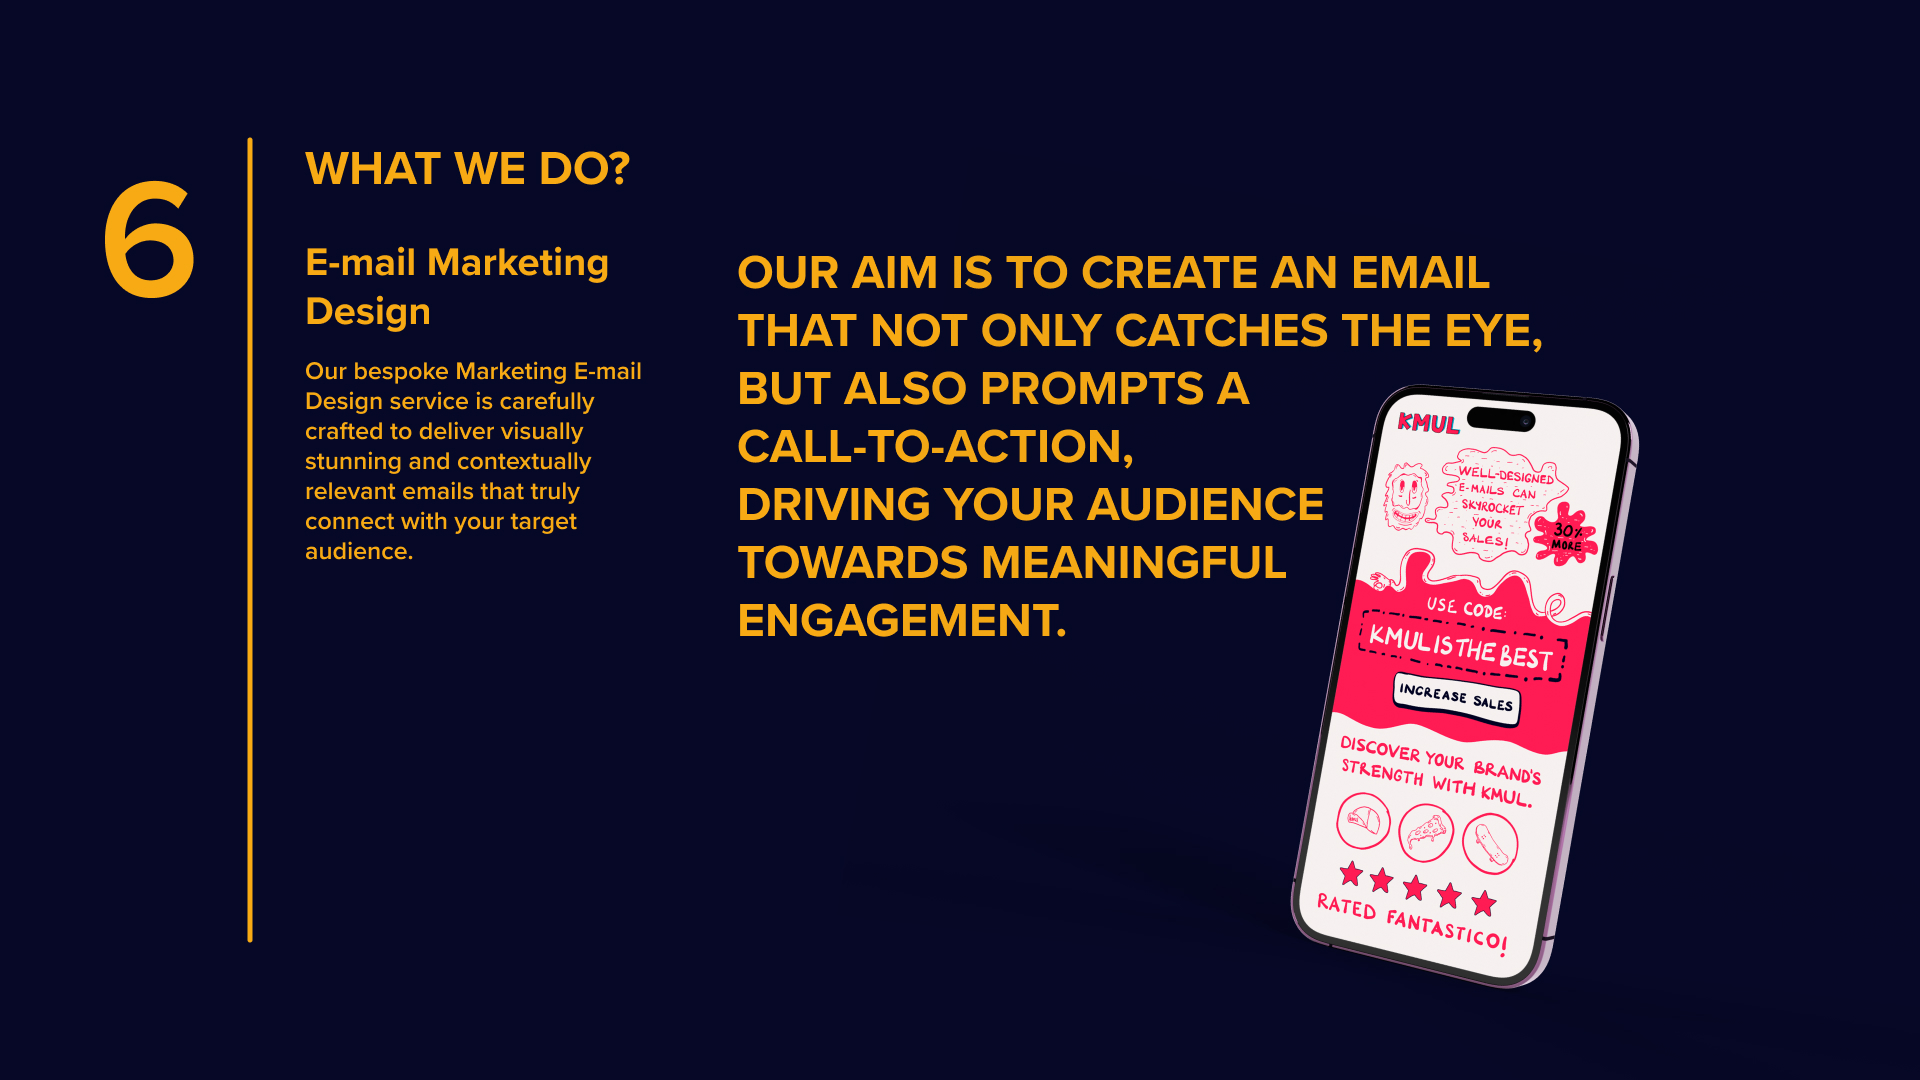 6
WHAT WE DO?
E-mail Marketing
Design
Our bespoke Marketing E-mail
Design service is carefully
crafted to deliver visually
stunning and contextually
relevant emails that truly
connect with your target
audience.
OUR AIM IS TO CREATE AN EMAIL
THAT NOT ONLY CATCHES THE EYE,
BUT ALSO PROMPTS A
CALL-TO-ACTION,
DRIVING YOUR AUDIENCE
TOWARDS MEANINGFUL
ENGAGEMENT.
KMUL
WELL-DESIGNED
E-MAILS CAN
SKYROCKET
YOUR
SALES!
30%
MORE
USE CODE:
KMULISTHEBEST
INCREASE SALES
DISCOVER YOUR BRAND'S
STRENGTH WITH KMUL.
RATED FANTASTICO!